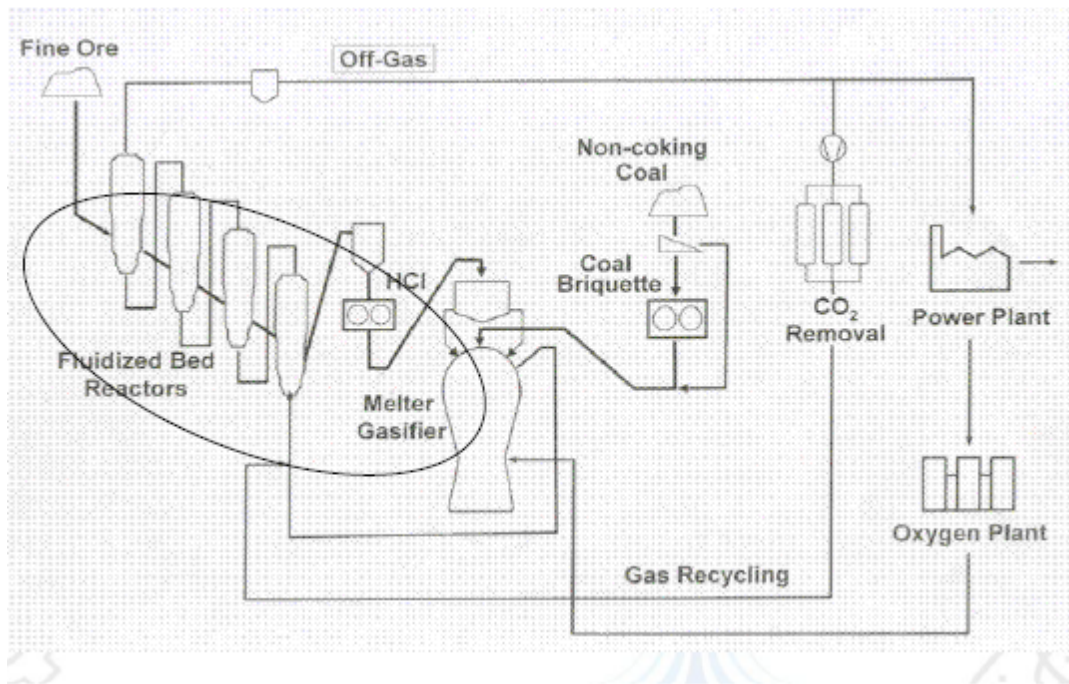 Fine Ore
Off-Gas
Non-coking
Coal
HCI
Coal
Briquette
CO₂
Removal
Power Plant
Fluidized Bed
Reactors
Melter
Gasifier
Oxygen Plant
Gas Recycling